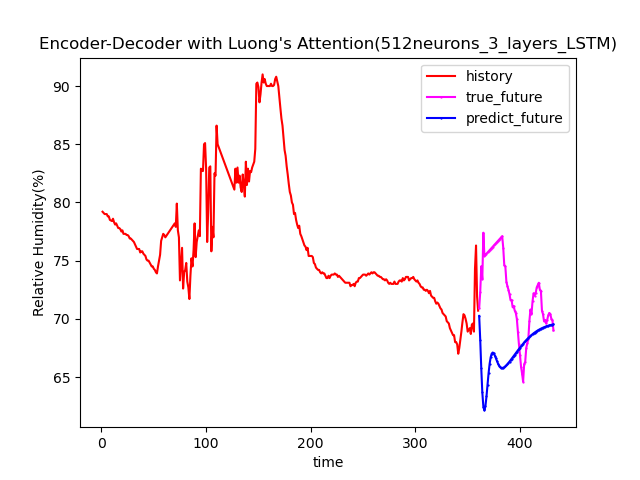 Encoder-Decoder with Luong's Attention(512neurons_3_layers_LSTM)
history
true_future
predict_future
Relative Humidity(%)
90
85
80
75
70
65
0 100 200 300 400
time